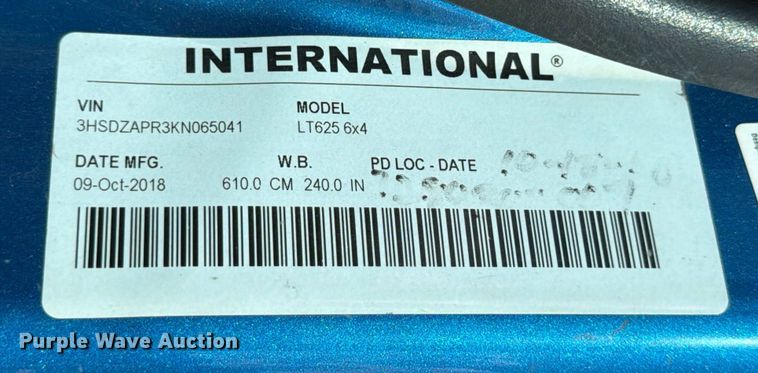 INTERNATIONAL®
VIN MODEL
3HSDZAPR3KN065041 LT625 6x4
DATE MFG. W.B. PD LOC - DATE
09-Oct-2018 610.0 CM 240.0 IN
Purple Wave Auction